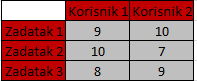 Korisnik 1 Korisnik 2
Zadatak 1 9 10
Zadatak 2 10 7
Zadatak 3 8 9